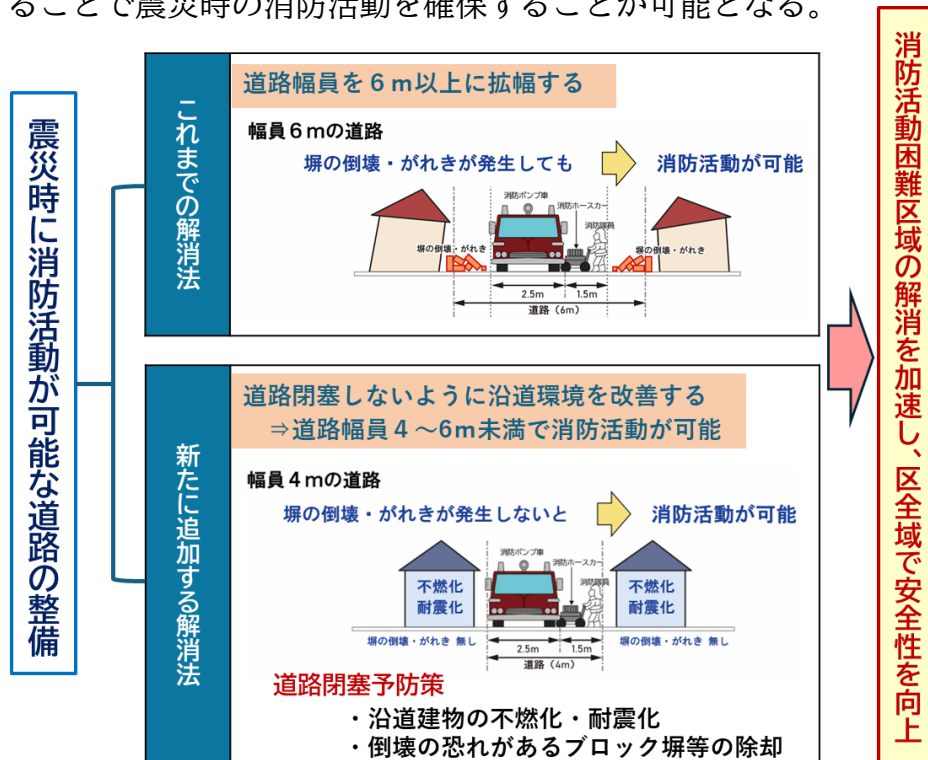 ることで震災時の消防活動を確保することが可能となる。
震災時に消防活動が可能な道路の整備
これまでの解消法
道路幅員を6m以上に拡幅する
幅員6mの道路
塀の倒壊・がれきが発生しても
消防活動が可能
消防ポンプ車
消防ホースカー
消防隊員
塀の倒壊・がれき
塀の倒壊・がれき
2.5m
1.5m
道路（6m）
新たに追加する解消法
道路閉塞しないように沿道環境を改善する
⇒道路幅員4～6m未満で消防活動が可能
幅員4mの道路
塀の倒壊・がれきが発生しないと
消防活動が可能
消防ポンプ車
消防ホースカー
消防隊員
不燃化
耐震化
不燃化
耐震化
塀の倒壊・がれき 無し
塀の倒壊・がれき 無し
2.5m
1.5m
道路（4m）
道路閉塞予防策
・沿道建物の不燃化・耐震化
・倒壊の恐れがあるブロック塀等の除却
消防活動困難区域の解消を加速し、区全域で安全性を向上